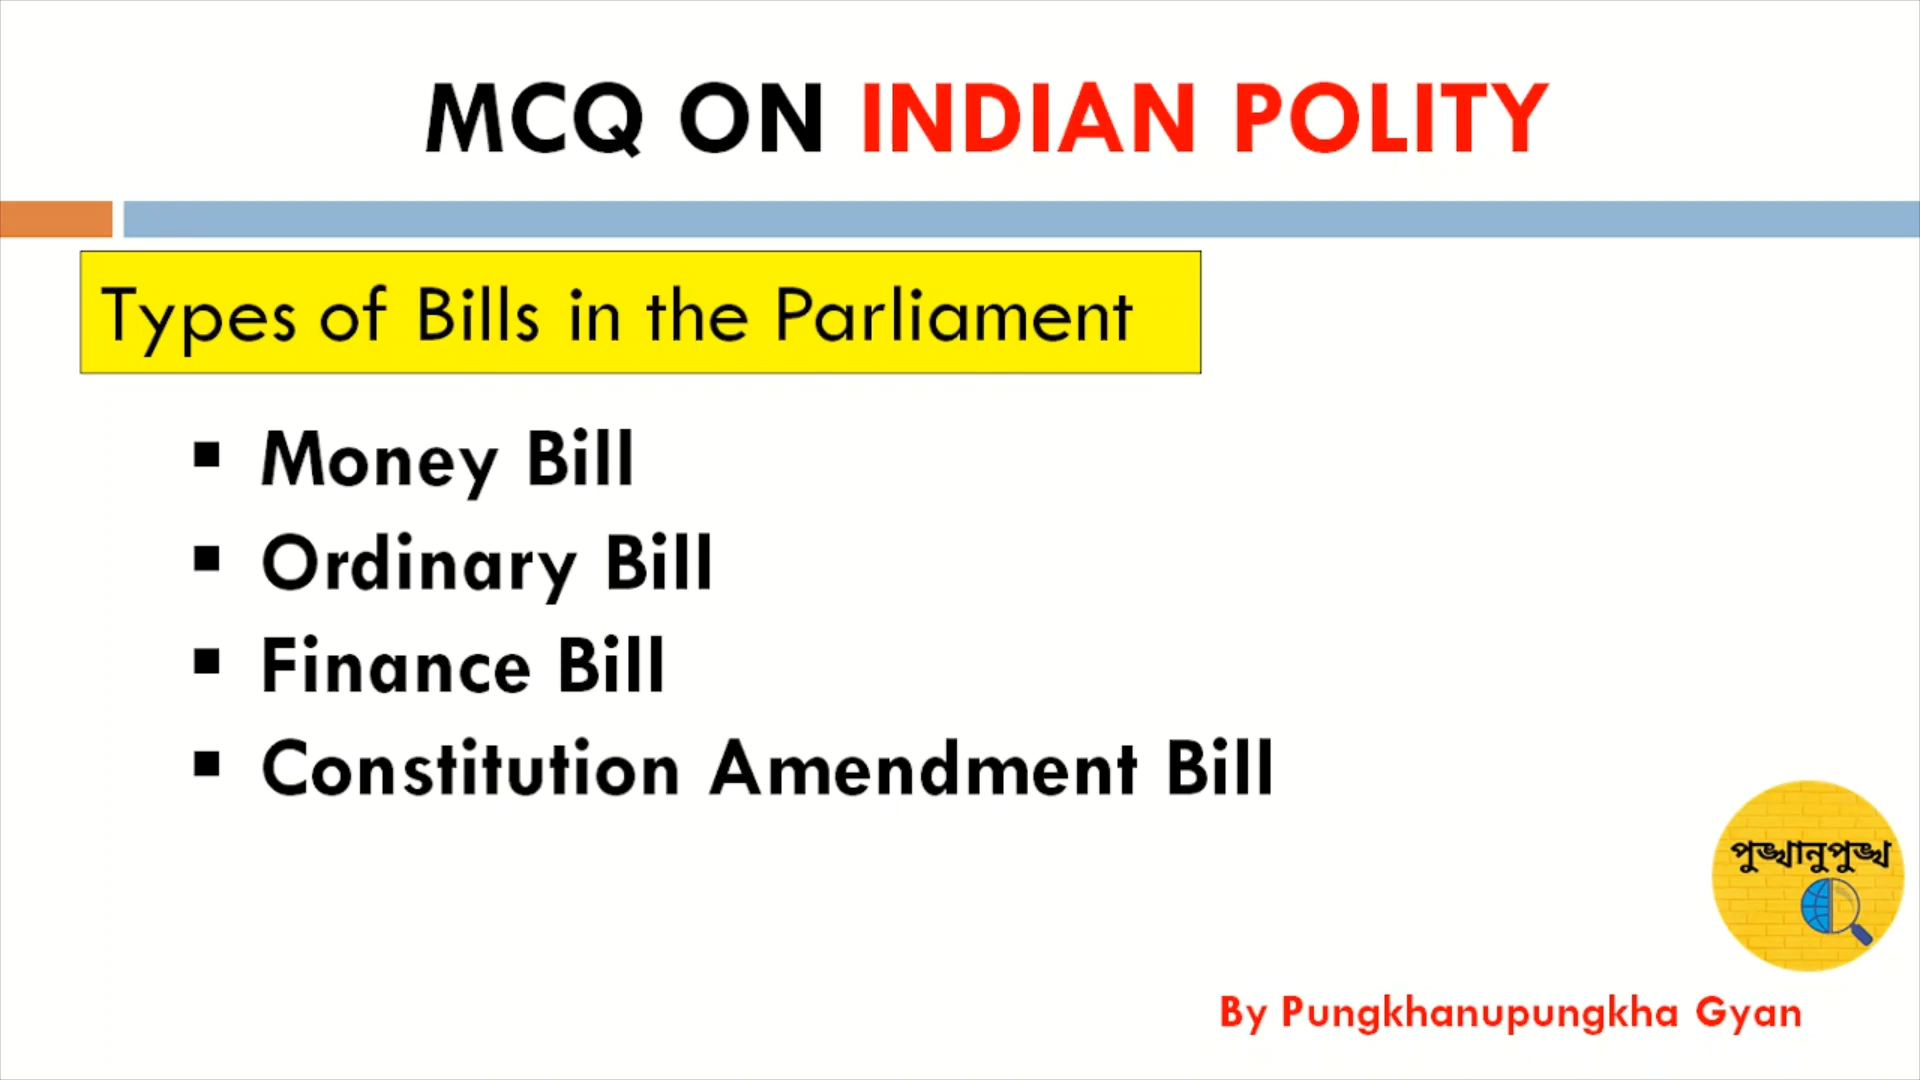 MCQ ON INDIAN POLITY
Types of Bills in the Parliament
▪ Money Bill
▪ Ordinary Bill
▪ Finance Bill
▪ Constitution Amendment Bill
পুঙ্খানুপুঙ্খ
By Pungkhanupungkha Gyan